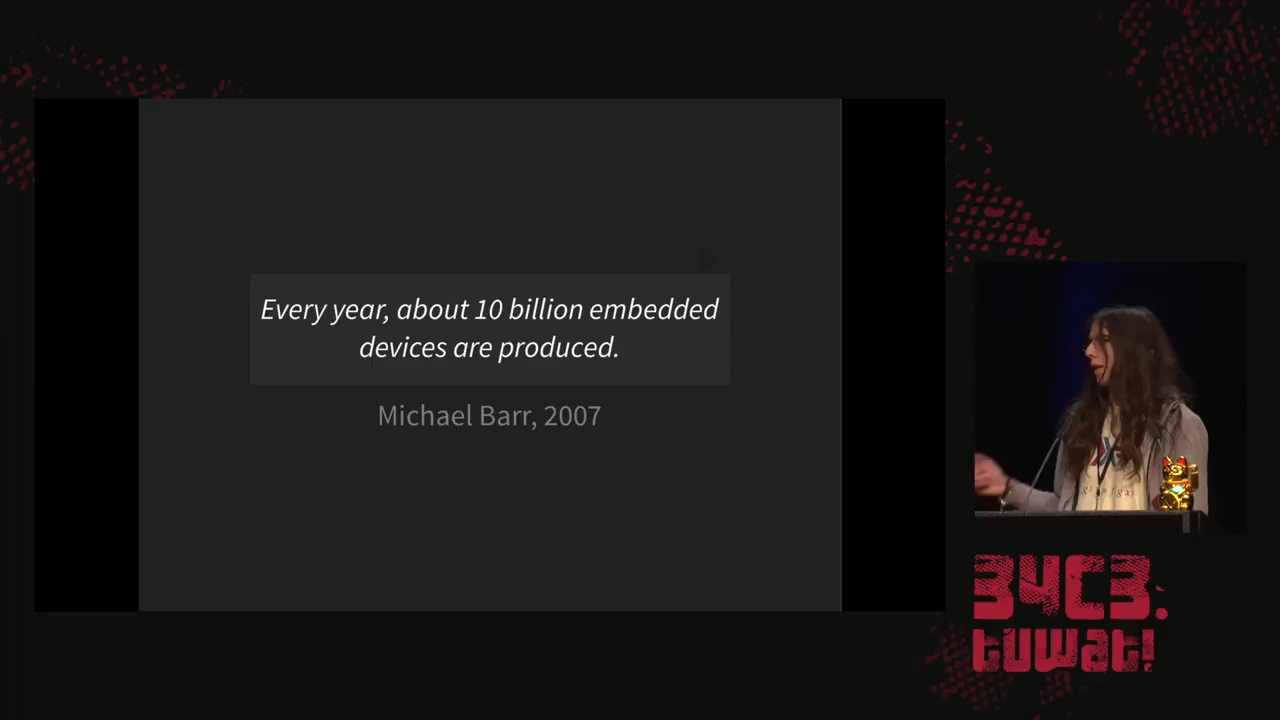 Every year, about 10 billion embedded
devices are produced.
Michael Barr, 2007
34C3.
tuwat!